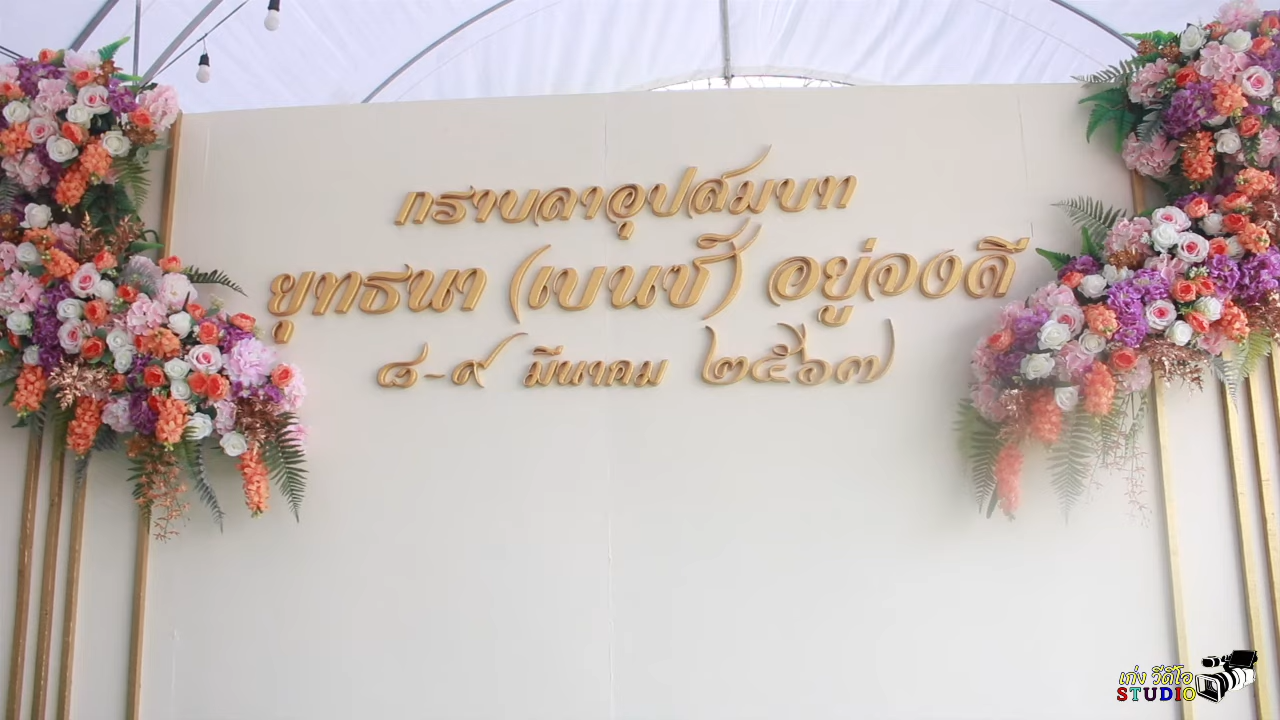 กราบลาอุปสมบท
ยุทธนา (เบนซ์) อยู่จงดี
๘-๙ มีนาคม ๒๕๖๗
เก่ง วีดีโอ
STUDIO